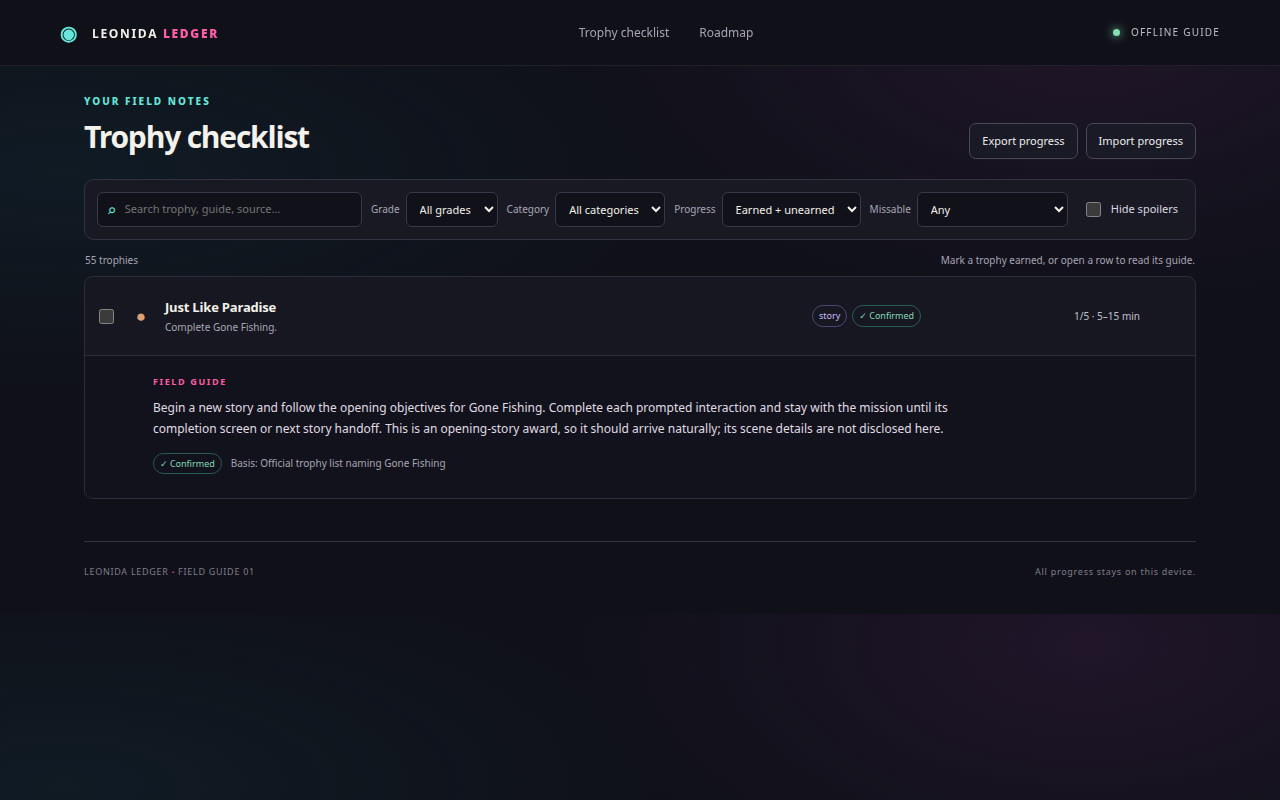 LEONIDA LEDGER
Trophy checklist
Roadmap
OFFLINE GUIDE
YOUR FIELD NOTES
Trophy checklist
Export progress
Import progress
Search trophy, guide, source...
Grade
All grades
Category
All categories
Progress
Earned + unearned
Missable
Any
Hide spoilers
55 trophies
Mark a trophy earned, or open a row to read its guide.
Just Like Paradise
Complete Gone Fishing.
story
✓ Confirmed
1/5 · 5–15 min
FIELD GUIDE
Begin a new story and follow the opening objectives for Gone Fishing. Complete each prompted interaction and stay with the mission until its
completion screen or next story handoff. This is an opening-story award, so it should arrive naturally; its scene details are not disclosed here.
✓ Confirmed
Basis: Official trophy list naming Gone Fishing
LEONIDA LEDGER · FIELD GUIDE 01
All progress stays on this device.